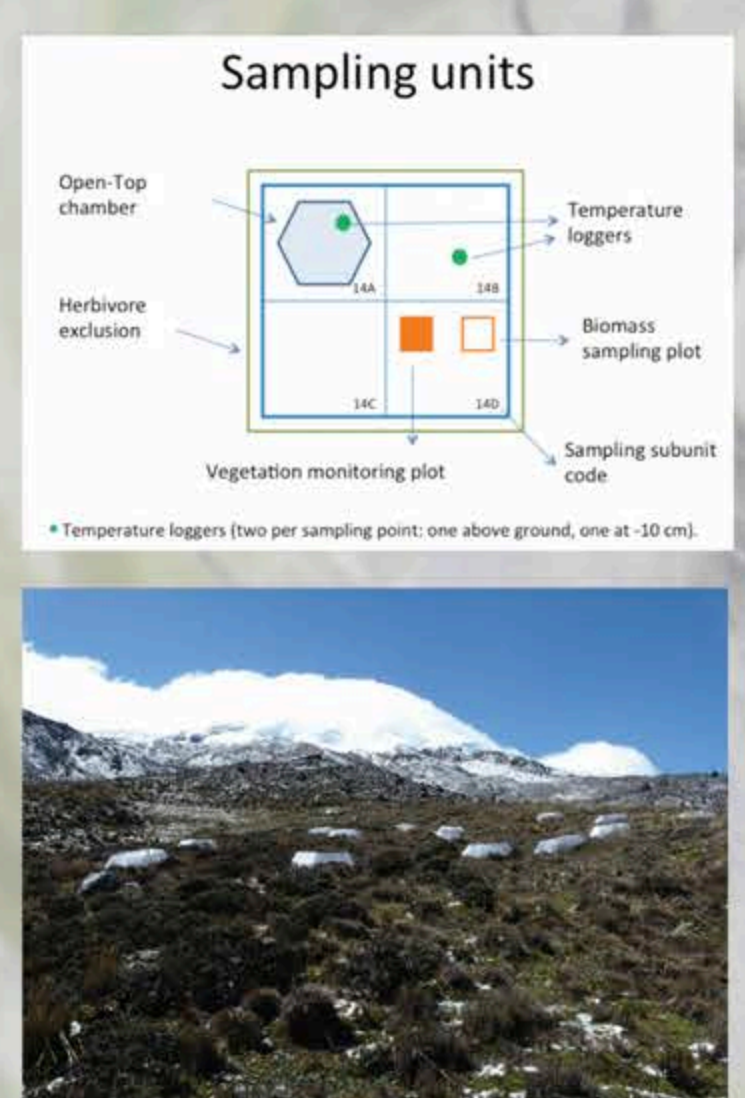 Sampling units
Open-Top
chamber
Temperature
loggers
14A
14B
Herbivore
exclusion
Biomass
sampling plot
14C
14D
Vegetation monitoring plot
Sampling subunit
code
• Temperature loggers (two per sampling point: one above ground, one at -10 cm).